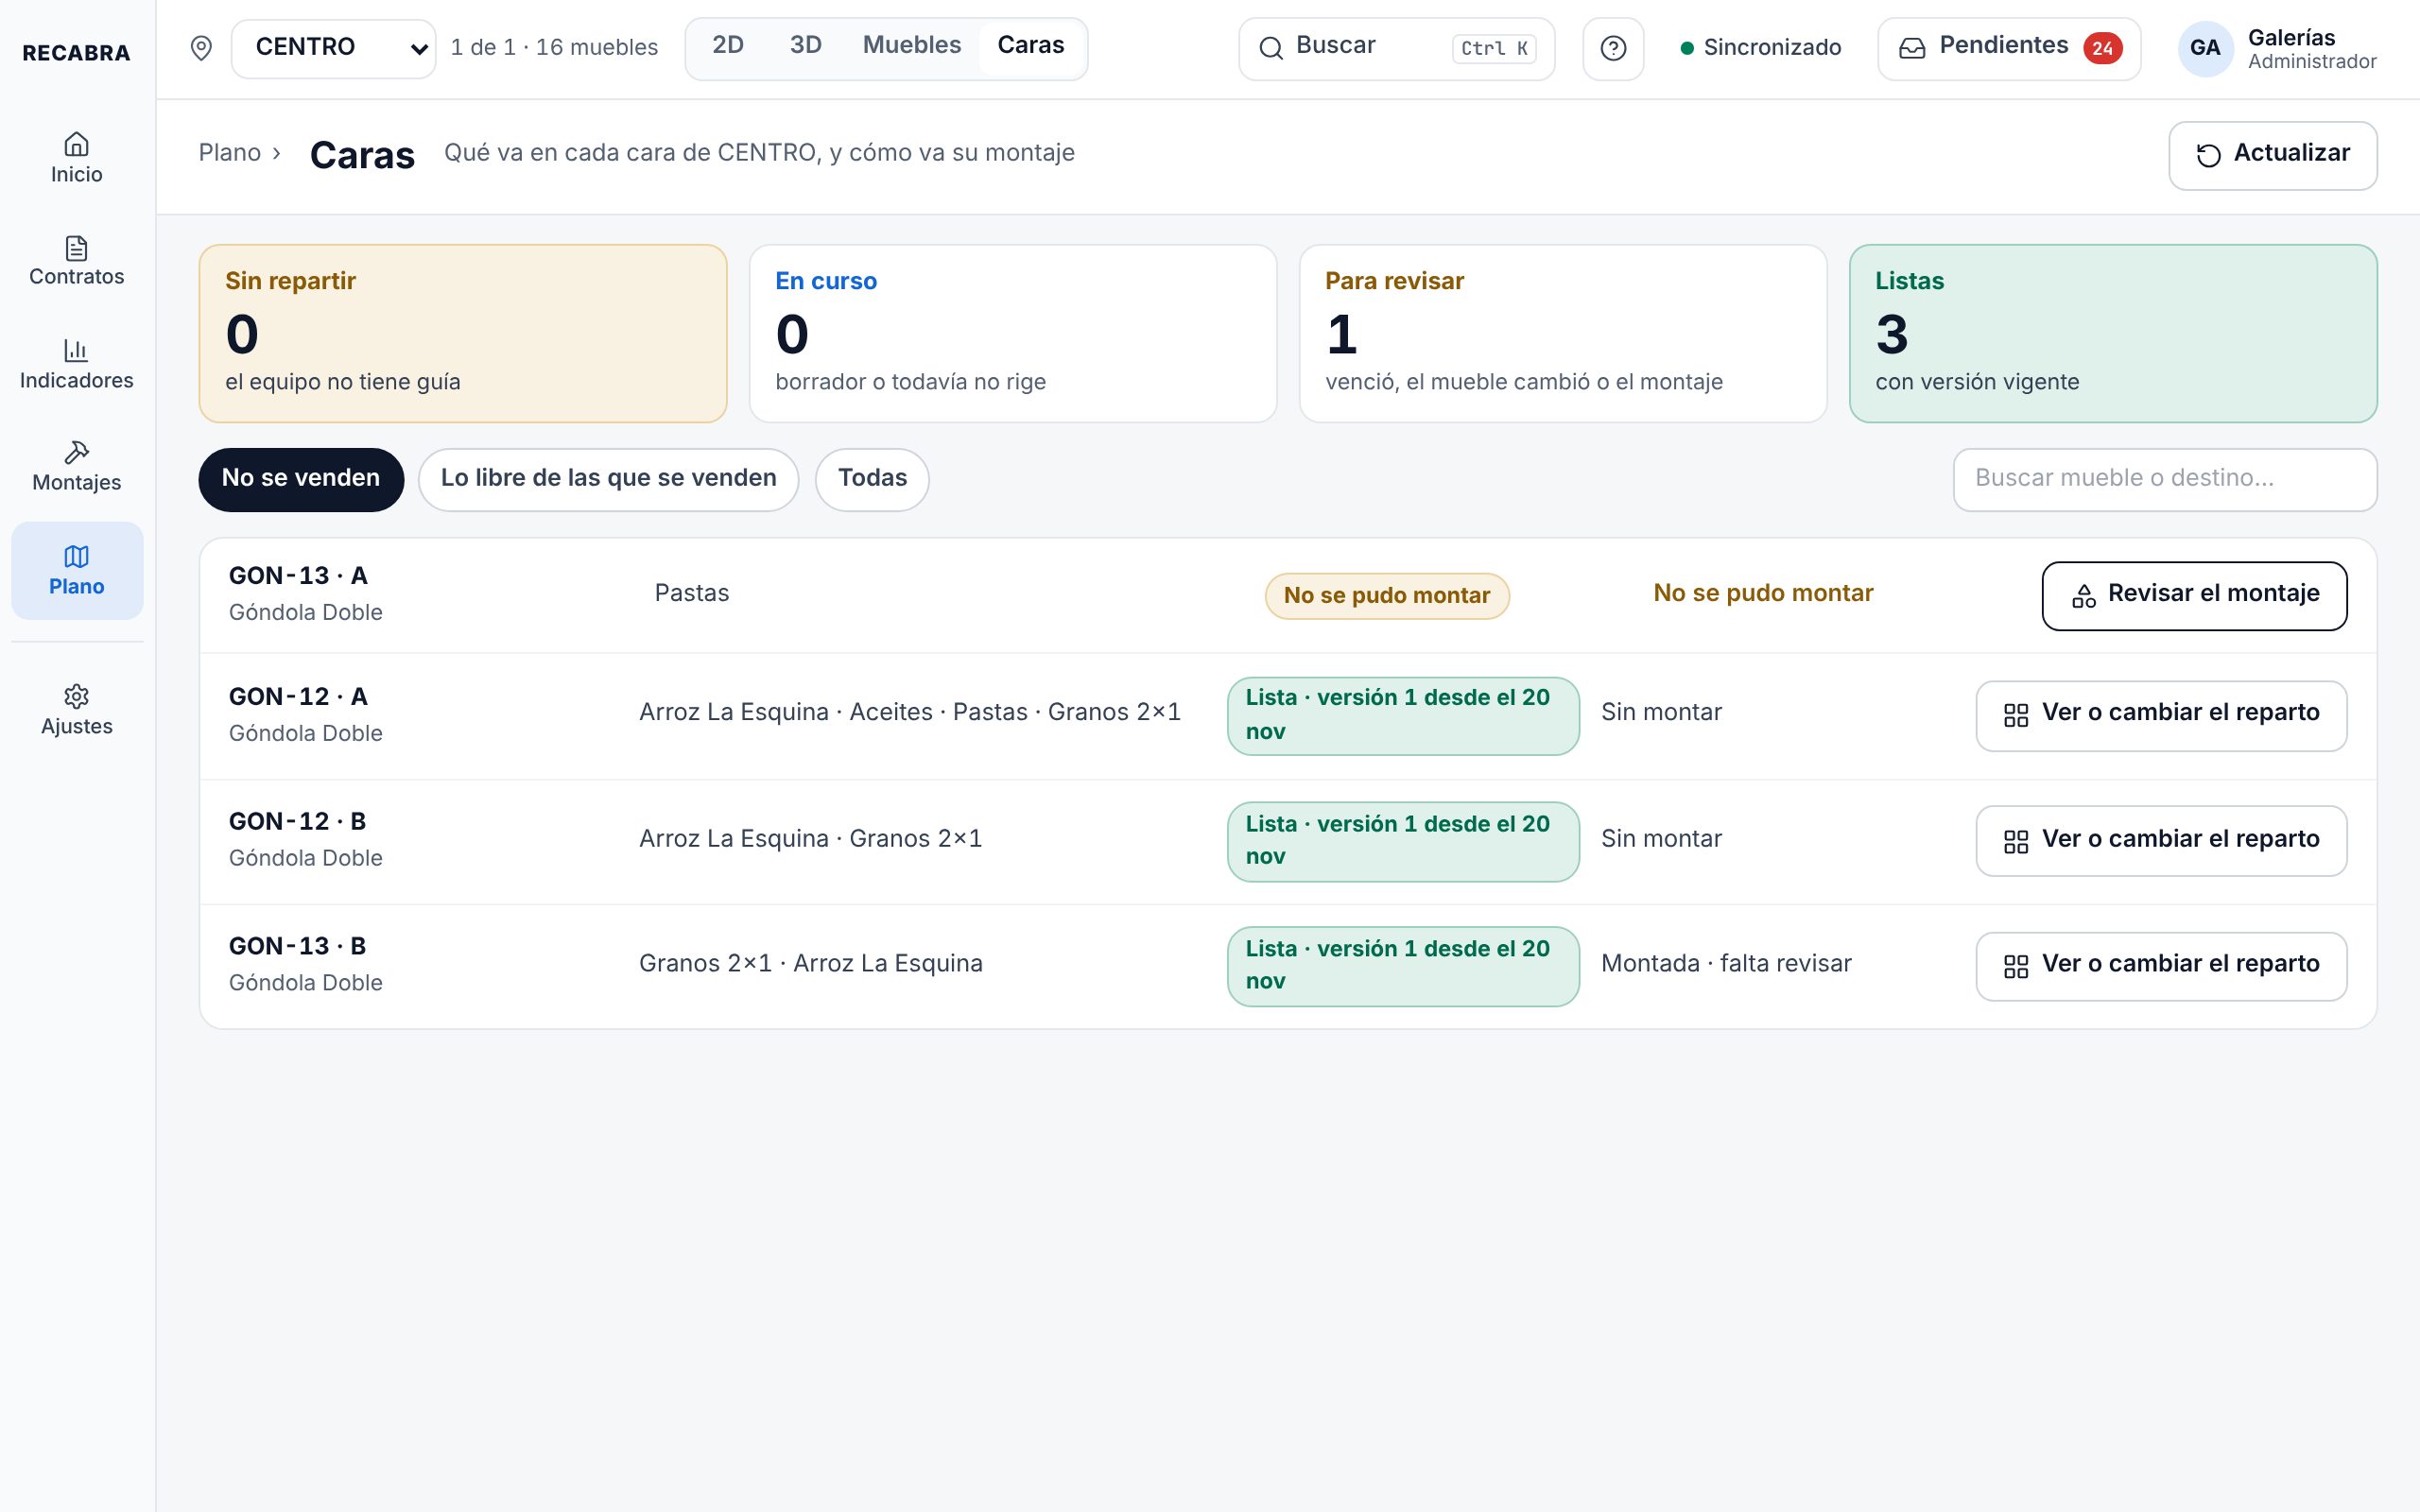 RECABRA
CENTRO
1 de 1 · 16 muebles
2D
3D
Muebles
Caras
Buscar
Ctrl K
Sincronizado
Pendientes
24
GA
Galerías
Administrador
Inicio
Contratos
Indicadores
Montajes
Plano
Ajustes
Plano ›
Caras
Qué va en cada cara de CENTRO, y cómo va su montaje
Actualizar
Sin repartir
0
el equipo no tiene guía
En curso
0
borrador o todavía no rige
Para revisar
1
venció, el mueble cambió o el montaje
Listas
3
con versión vigente
No se venden
Lo libre de las que se venden
Todas
Buscar mueble o destino...
GON-13 · A
Góndola Doble
Pastas
No se pudo montar
No se pudo montar
Revisar el montaje
GON-12 · A
Góndola Doble
Arroz La Esquina · Aceites · Pastas · Granos 2×1
Lista · versión 1 desde el 20
nov
Sin montar
Ver o cambiar el reparto
GON-12 · B
Góndola Doble
Arroz La Esquina · Granos 2×1
Lista · versión 1 desde el 20
nov
Sin montar
Ver o cambiar el reparto
GON-13 · B
Góndola Doble
Granos 2×1 · Arroz La Esquina
Lista · versión 1 desde el 20
nov
Montada · falta revisar
Ver o cambiar el reparto